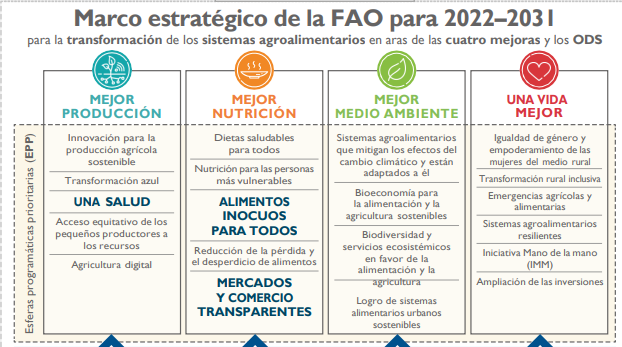 Marco estratégico de la FAO para 2022–2031
para la transformación de los sistemas agroalimentarios en aras de las cuatro mejoras y los ODS
MEJOR
PRODUCCIÓN
Innovación para la
producción agrícola
sostenible
Transformación azul
UNA SALUD
Acceso equitativo de los
pequeños productores a
los recursos
Agricultura digital
MEJOR
NUTRICIÓN
Dietas saludables
para todos
Nutrición para las personas
más vulnerables
ALIMENTOS
INOCUOS
PARA TODOS
Reducción de la pérdida y
el desperdicio de alimentos
MERCADOS
Y COMERCIO
TRANSPARENTES
MEJOR
MEDIO AMBIENTE
Sistemas agroalimentarios
que mitigan los efectos del
cambio climático y están
adaptados a él
Bioeconomía para
la alimentación y la
agricultura sostenibles
Biodiversidad y
servicios ecosistémicos
en favor de la
alimentación y la
agricultura
Logro de sistemas
alimentarios urbanos
sostenibles
UNA VIDA
MEJOR
Igualdad de género y
empoderamiento de las
mujeres del medio rural
Transformación rural inclusiva
Emergencias agrícolas y
alimentarias
Sistemas agroalimentarios
resilientes
Iniciativa Mano de la mano
(IMM)
Ampliación de las inversiones
Esferas programáticas prioritarias (EPP)